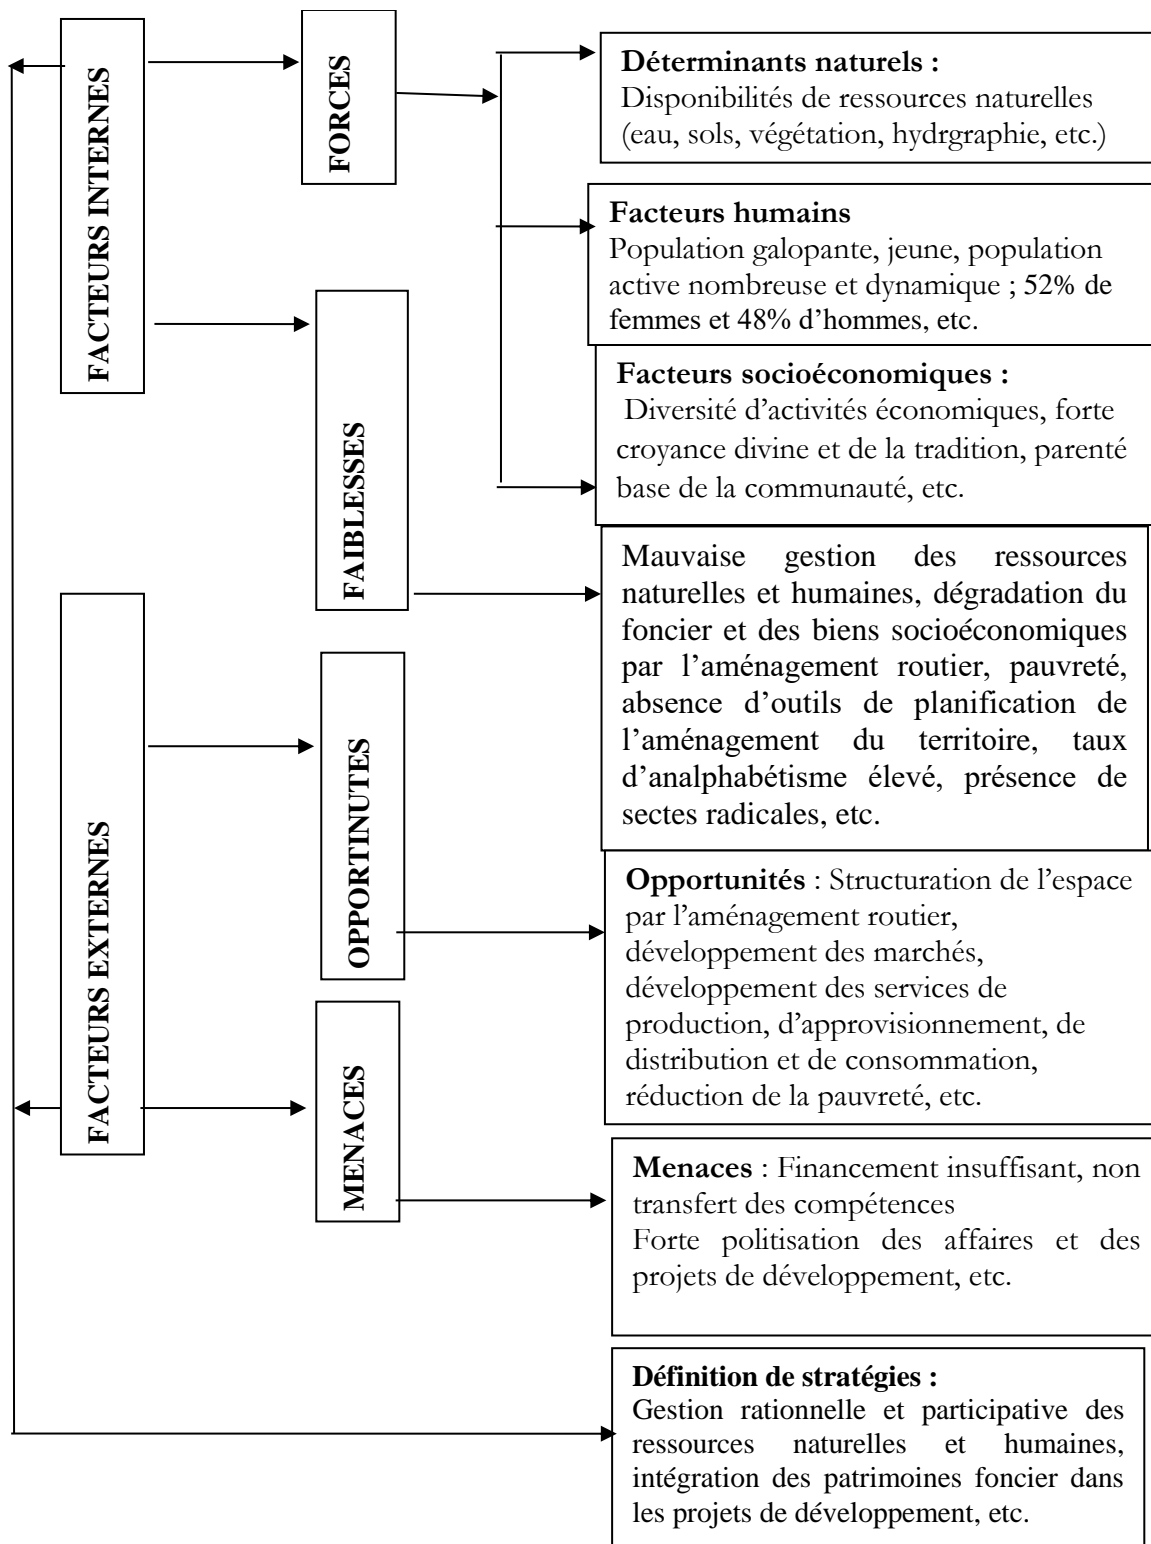 FACTEURS INTERNES
FORCES
Déterminants naturels :
Disponibilités de ressources naturelles
(eau, sols, végétation, hydrgraphie, etc.)
Facteurs humains
Population galopante, jeune, population
active nombreuse et dynamique ; 52% de
femmes et 48% d’hommes, etc.
Facteurs socioéconomiques :
Diversité d’activités économiques, forte
croyance divine et de la tradition, parenté
base de la communauté, etc.
FAIBLESSES
Mauvaise gestion des ressources
naturelles et humaines, dégradation du
foncier et des biens socioéconomiques
par l’aménagement routier, pauvreté,
absence d’outils de planification de
l’aménagement du territoire, taux
d’analphabétisme élevé, présence de
sectes radicales, etc.
FACTEURS EXTERNES
OPPORTINUTES
Opportunités : Structuration de l’espace
par l’aménagement routier,
développement des marchés,
développement des services de
production, d’approvisionnement, de
distribution et de consommation,
réduction de la pauvreté, etc.
MENACES
Menaces : Financement insuffisant, non
transfert des compétences
Forte politisation des affaires et des
projets de développement, etc.
Définition de stratégies :
Gestion rationnelle et participative des
ressources naturelles et humaines,
intégration des patrimoines foncier dans
les projets de développement, etc.